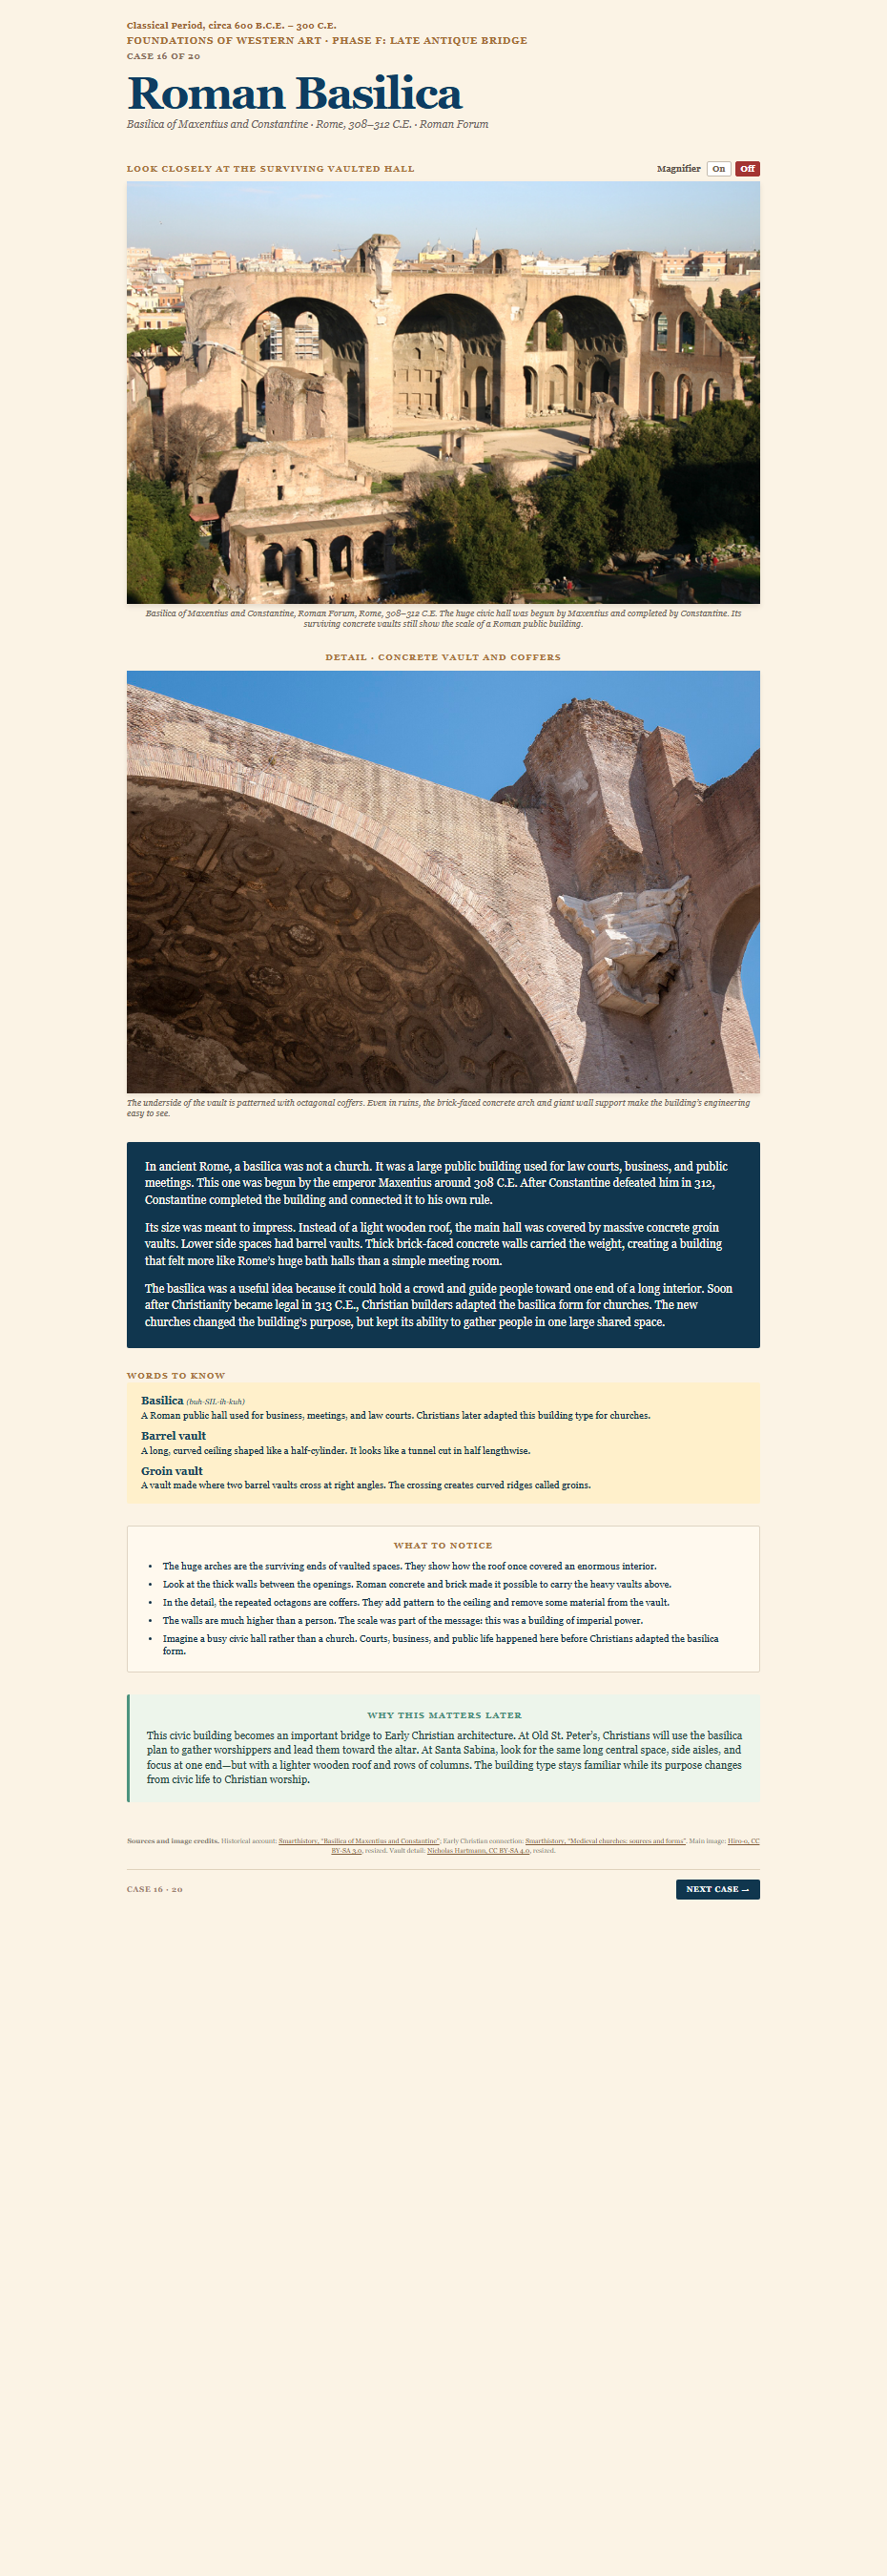 Classical Period, circa 600 B.C.E. – 300 C.E.
FOUNDATIONS OF WESTERN ART · PHASE F: LATE ANTIQUE BRIDGE
CASE 16 OF 20
Roman Basilica
Basilica of Maxentius and Constantine · Rome, 308–312 C.E. · Roman Forum
LOOK CLOSELY AT THE SURVIVING VAULTED HALL
Magnifier On Off
Basilica of Maxentius and Constantine, Roman Forum, Rome, 308–312 C.E. The huge civic hall was begun by Maxentius and completed by Constantine. Its
surviving concrete vaults still show the scale of a Roman public building.
DETAIL · CONCRETE VAULT AND COFFERS
The underside of the vault is patterned with octagonal coffers. Even in ruins, the brick-faced concrete arch and giant wall support make the building's engineering
easy to see.
In ancient Rome, a basilica was not a church. It was a large public building used for law courts, business, and public
meetings. This one was begun by the emperor Maxentius around 308 C.E. After Constantine defeated him in 312,
Constantine completed the building and connected it to his own rule.
Its size was meant to impress. Instead of a light wooden roof, the main hall was covered by massive concrete groin
vaults. Lower side spaces had barrel vaults. Thick brick-faced concrete walls carried the weight, creating a building
that felt more like Rome's huge bath halls than a simple meeting room.
The basilica was a useful idea because it could hold a crowd and guide people toward one end of a long interior. Soon
after Christianity became legal in 313 C.E., Christian builders adapted the basilica form for churches. The new
churches changed the building's purpose, but kept its ability to gather people in one large shared space.
WORDS TO KNOW
Basilica (buh-SIL-ih-kuh)
A Roman public hall used for business, meetings, and law courts. Christians later adapted this building type for churches.
Barrel vault
A long, curved ceiling shaped like a half-cylinder. It looks like a tunnel cut in half lengthwise.
Groin vault
A vault made where two barrel vaults cross at right angles. The crossing creates curved ridges called groins.
WHAT TO NOTICE
• The huge arches are the surviving ends of vaulted spaces. They show how the roof once covered an enormous interior.
• Look at the thick walls between the openings. Roman concrete and brick made it possible to carry the heavy vaults above.
• In the detail, the repeated octagons are coffers. They add pattern to the ceiling and remove some material from the vault.
• The walls are much higher than a person. The scale was part of the message: this was a building of imperial power.
• Imagine a busy civic hall rather than a church. Courts, business, and public life happened here before Christians adapted the basilica
form.
WHY THIS MATTERS LATER
This civic building becomes an important bridge to Early Christian architecture. At Old St. Peter's, Christians will use the basilica
plan to gather worshippers and lead them toward the altar. At Santa Sabina, look for the same long central space, side aisles, and
focus at one end—but with a lighter wooden roof and rows of columns. The building type stays familiar while its purpose changes
from civic life to Christian worship.
Sources and image credits. Historical account: Smarthistory, "Basilica of Maxentius and Constantine"; Early Christian connection: Smarthistory, "Medieval churches: sources and forms". Main image: Hiro-o, CC
BY-SA 3.0, resized. Vault detail: Nicholas Hartmann, CC BY-SA 4.0, resized.
CASE 16 · 20
NEXT CASE →